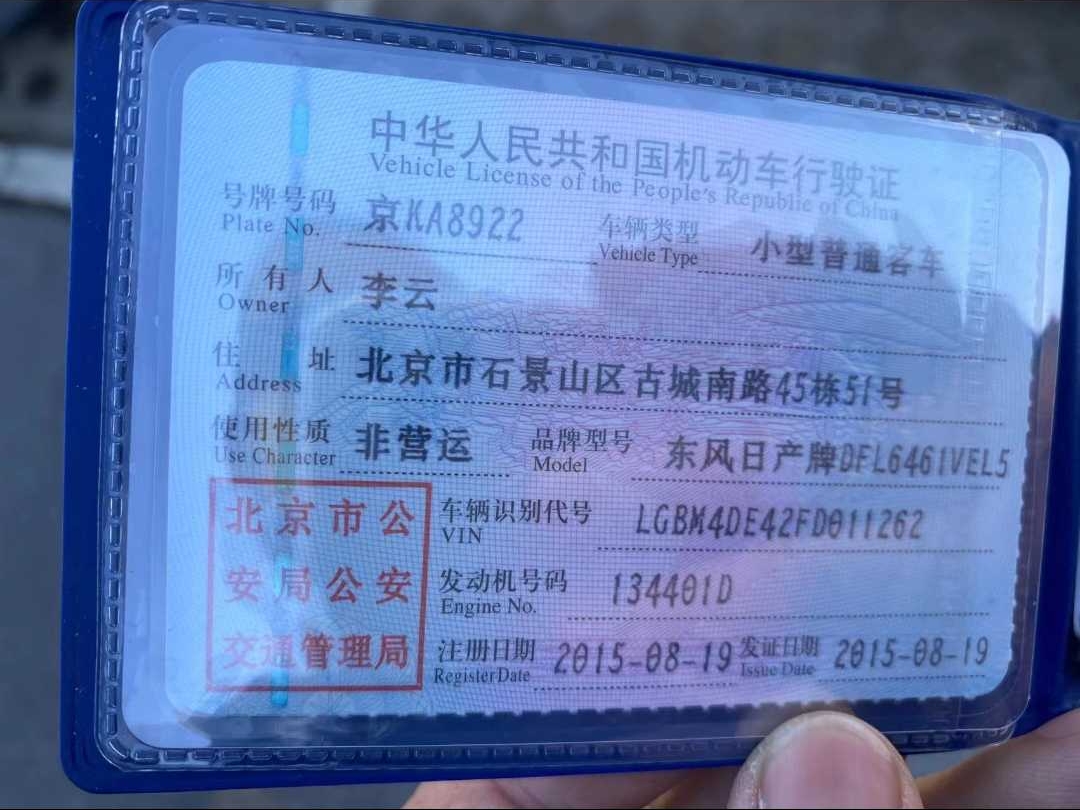 中华人民共和国机动车行驶证
Vehicle License of the People's Republic of China
号牌号码 京KA8922 车辆类型 小型普通客车
Plate No. Vehicle Type
所有人 李云
Owner
住址 北京市石景山区古城南路45栋51号
Address
使用性质 非营运 品牌型号 东风日产牌DFL6461VEL5
Use Character Model
北京市公 车辆识别代号 LGBM4DE42FD011262
VIN
安局公安 发动机号码 134401D
Engine No.
交通管理局 注册日期 2015-08-19 发证日期 2015-08-19
Register Date Issue Date